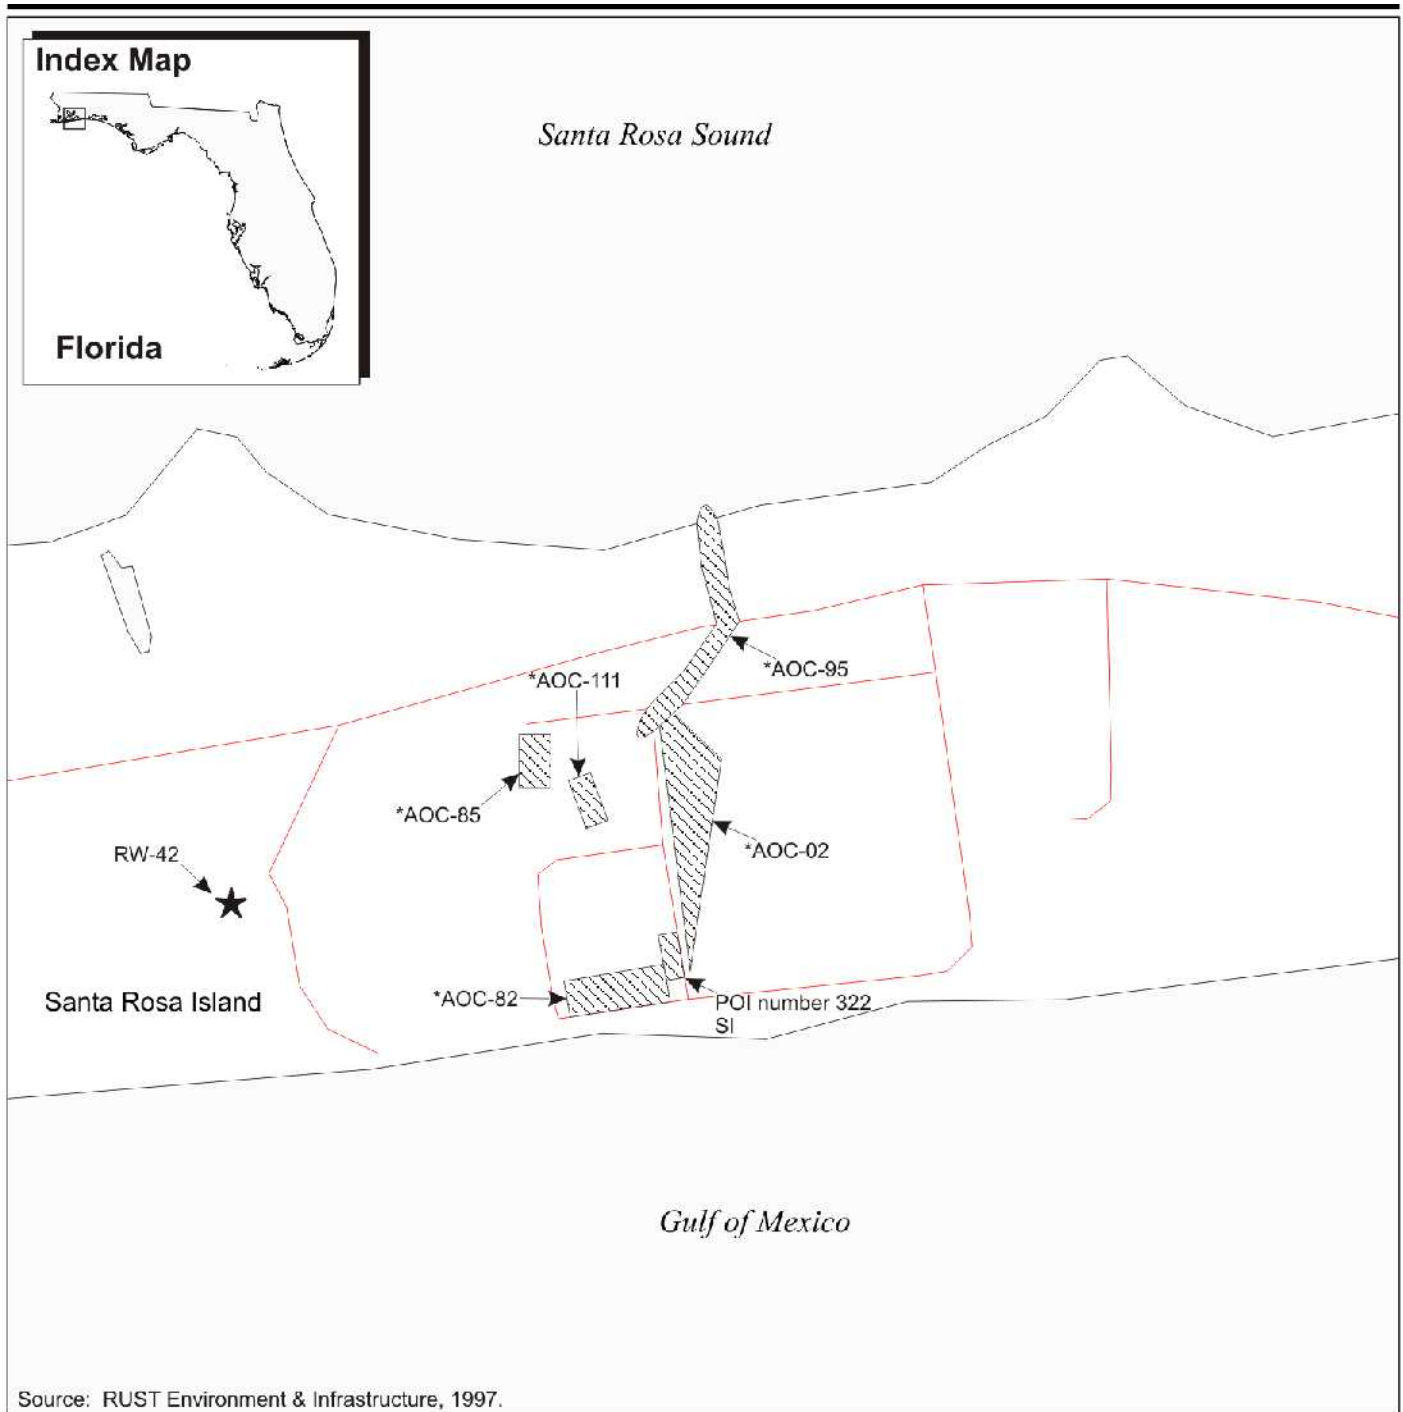 Index Map
Florida
Santa Rosa Sound
*AOC-95
*AOC-111
*AOC-85
*AOC-02
RW-42
Santa Rosa Island
*AOC-82
POI number 322
SI
Gulf of Mexico
Source: RUST Environment & Infrastructure, 1997.